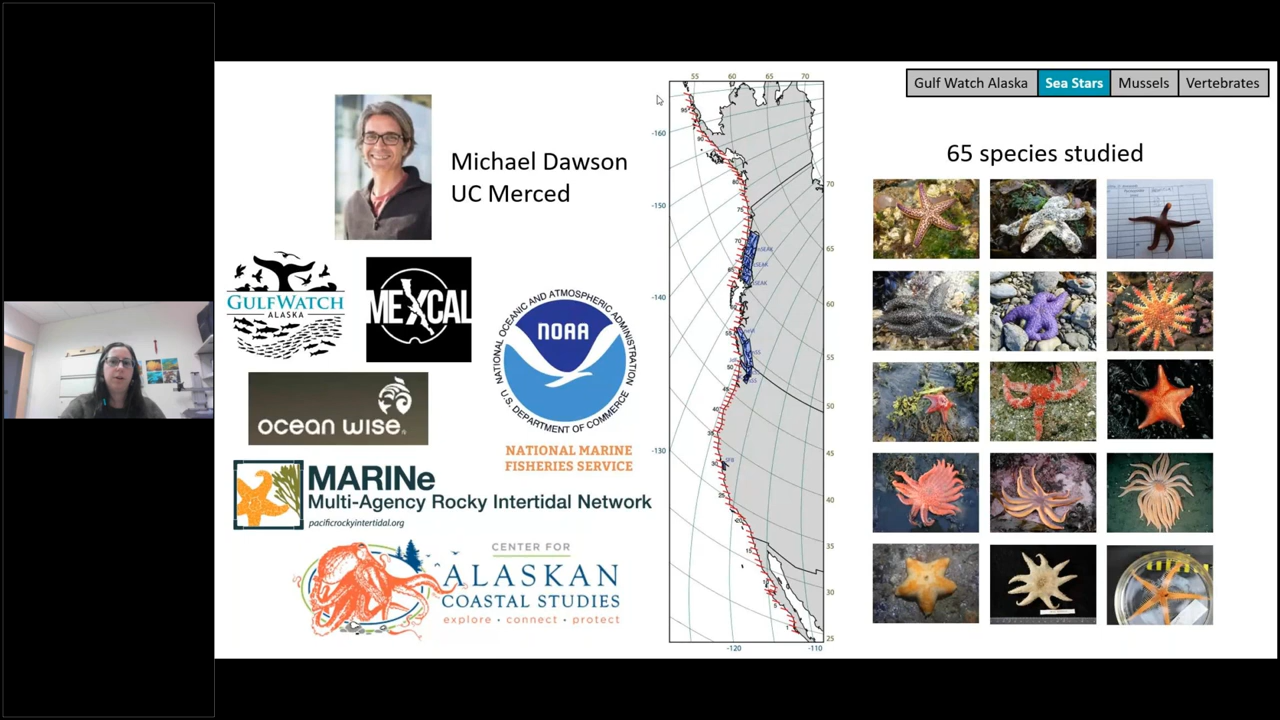 Gulf Watch Alaska
Sea Stars
Mussels
Vertebrates
65 species studied
Michael Dawson
UC Merced
GULFWATCH
ALASKA
MEXCAL
NATIONAL OCEANIC AND ATMOSPHERIC ADMINISTRATION
NOAA
U.S. DEPARTMENT OF COMMERCE
NATIONAL MARINE
FISHERIES SERVICE
ocean wise
MARINe
Multi-Agency Rocky Intertidal Network
pacificrockyintertidal.org
CENTER FOR
ALASKAN
COASTAL STUDIES
explore • connect • protect
55 60 65 70
-160
-150
-140
-130
-120 -110
70
65
60
55
50
45
40
35
30
25